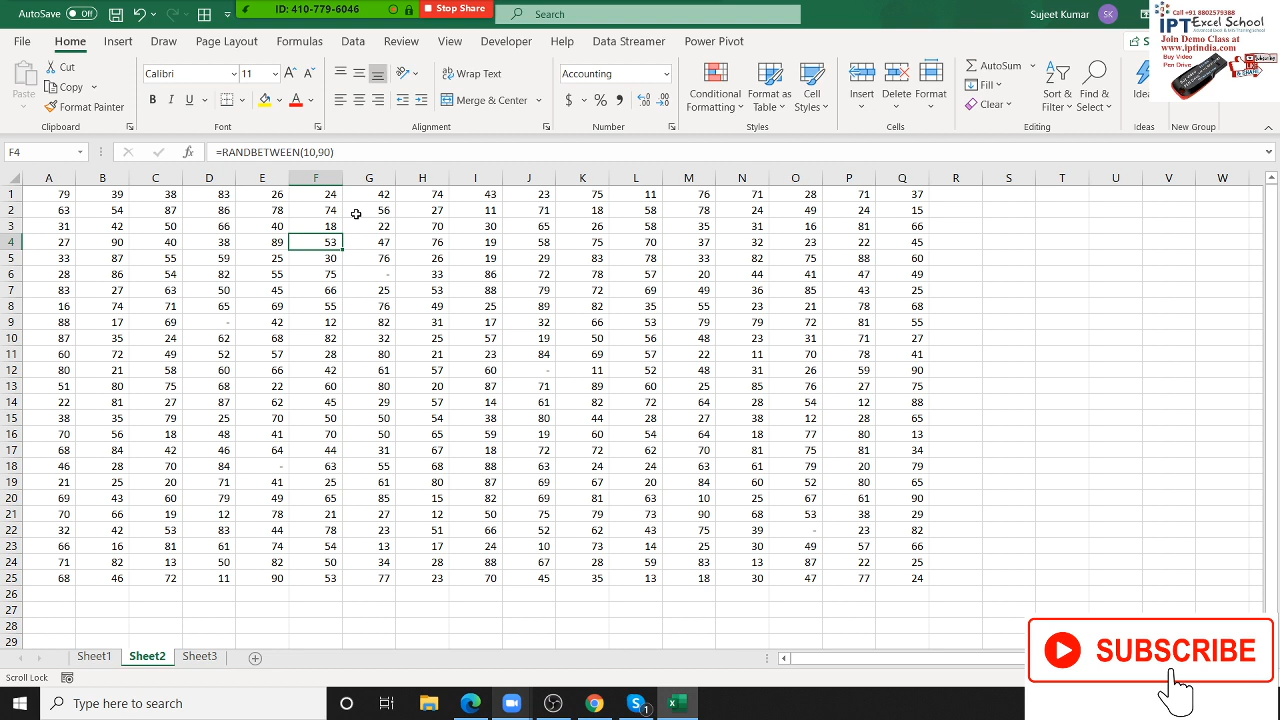 AutoSave Off ID: 410-779-6046 Stop Share Search Sujeet Kumar SK
File Home Insert Draw Page Layout Formulas Data Review View Developer Help Data Streamer Power Pivot
Call +91 8802579388
IPT Excel School
Join Demo Class at
www.iptindia.com
Buy Video
Pen Drive
Cut
Copy
Format Painter
Paste
Clipboard
Calibri 11
B I U
Font
Wrap Text
Merge & Center
Alignment
Accounting
$ % ,
Number
Conditional Formatting
Format as Table
Cell Styles
Styles
Insert Delete Format
Cells
AutoSum
Fill
Clear
Sort & Filter
Find & Select
Editing
Ideas
Ideas
New Group
F4 fx =RANDBETWEEN(10,90)
A B C D E F G H I J K L M N O P Q R S T U V W
1 79 39 38 83 26 24 42 74 43 23 75 11 76 71 28 71 37
2 63 54 87 86 78 74 56 27 11 71 18 58 78 24 49 24 15
3 31 42 50 66 40 18 22 70 30 65 26 58 35 31 16 81 66
4 27 90 40 38 89 53 47 76 19 58 75 70 37 32 23 22 45
5 33 87 55 59 25 30 76 26 19 29 83 78 33 82 75 88 60
6 28 86 54 82 55 75 - 33 86 72 78 57 20 44 41 47 49
7 83 27 63 50 45 66 25 53 88 79 72 69 49 36 85 43 25
8 16 74 71 65 69 55 76 49 25 89 82 35 55 23 21 78 68
9 88 17 69 - 42 12 82 31 17 32 66 53 79 79 72 81 55
10 87 35 24 62 68 82 32 25 57 19 50 56 48 23 31 71 27
11 60 72 49 52 57 28 80 21 23 84 69 57 22 11 70 78 41
12 80 21 58 60 66 42 61 57 60 - 11 52 48 31 26 59 90
13 51 80 75 68 22 60 80 20 87 71 89 60 25 85 76 27 75
14 22 81 27 87 62 45 29 57 14 61 82 72 64 28 54 12 88
15 38 35 79 25 70 50 50 54 38 80 44 28 27 38 12 28 65
16 70 56 18 48 41 70 50 65 59 19 60 54 64 18 77 80 13
17 68 84 42 46 64 44 31 67 18 72 72 62 70 81 75 81 34
18 46 28 70 84 - 63 55 68 88 63 24 24 63 61 79 20 79
19 21 25 20 71 41 25 61 80 87 69 67 20 84 60 52 80 65
20 69 43 60 79 49 65 85 15 82 69 81 63 10 25 67 61 90
21 70 66 19 12 78 21 27 12 50 75 79 73 90 68 53 38 29
22 32 42 53 83 44 78 23 51 66 52 62 43 75 39 - 23 82
23 66 16 81 61 74 54 13 17 24 10 73 14 25 30 49 57 66
24 71 82 13 50 82 50 34 28 88 67 28 59 83 13 87 22 25
25 68 46 72 11 90 53 77 23 70 45 35 13 18 30 47 77 24
26
27
28
29
SUBSCRIBE
Sheet1 Sheet2 Sheet3
Scroll Lock
Type here to search